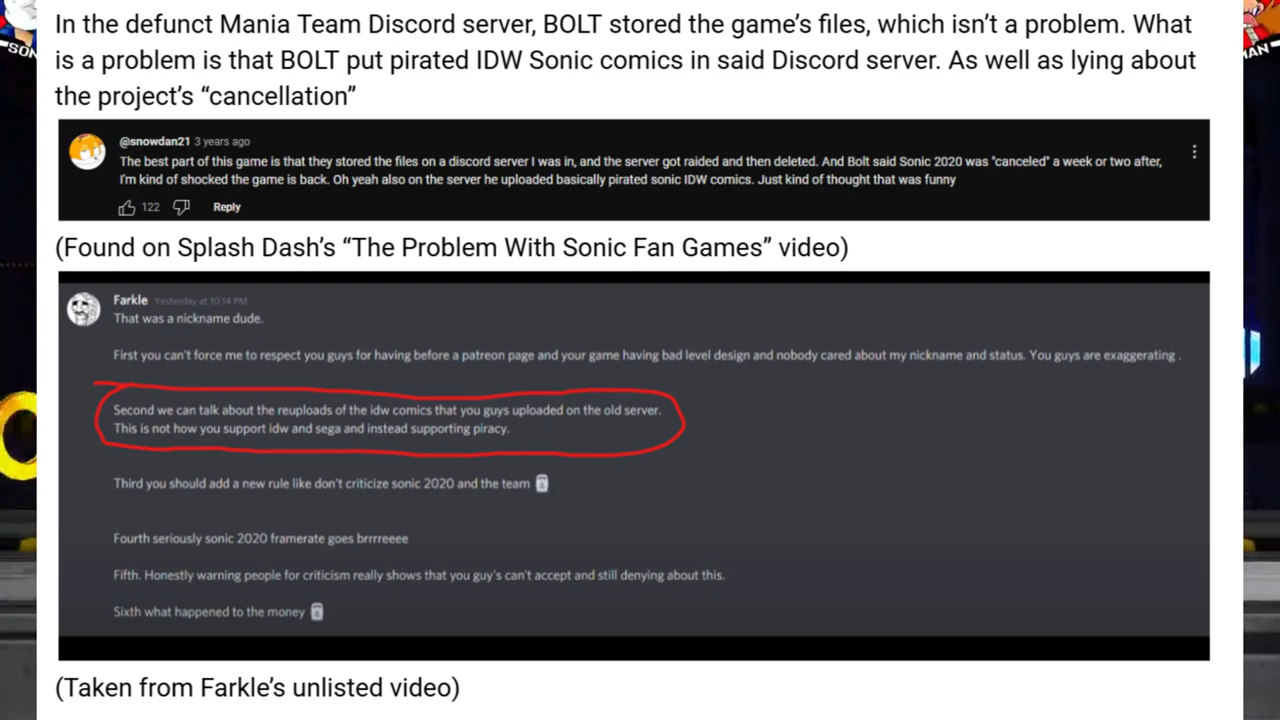 In the defunct Mania Team Discord server, BOLT stored the game’s files, which isn’t a problem. What
is a problem is that BOLT put pirated IDW Sonic comics in said Discord server. As well as lying about
the project’s “cancellation”
@snowdan21 3 years ago
The best part of this game is that they stored the files on a discord server I was in, and the server got raided and then deleted. And Bolt said Sonic 2020 was "canceled" a week or two after,
I'm kind of shocked the game is back. Oh yeah also on the server he uploaded basically pirated sonic IDW comics. Just kind of thought that was funny
122 Reply
(Found on Splash Dash’s “The Problem With Sonic Fan Games” video)
Farkle Yesterday at 10:14 PM
That was a nickname dude.
First you can't force me to respect you guys for having before a patreon page and your game having bad level design and nobody cared about my nickname and status. You guys are exaggerating .
Second we can talk about the reuploads of the idw comics that you guys uploaded on the old server.
This is not how you support idw and sega and instead supporting piracy.
Third you should add a new rule like don't criticize sonic 2020 and the team
Fourth seriously sonic 2020 framerate goes brrrreeee
Fifth. Honestly warning people for criticism really shows that you guy's can't accept and still denying about this.
Sixth what happened to the money
(Taken from Farkle’s unlisted video)